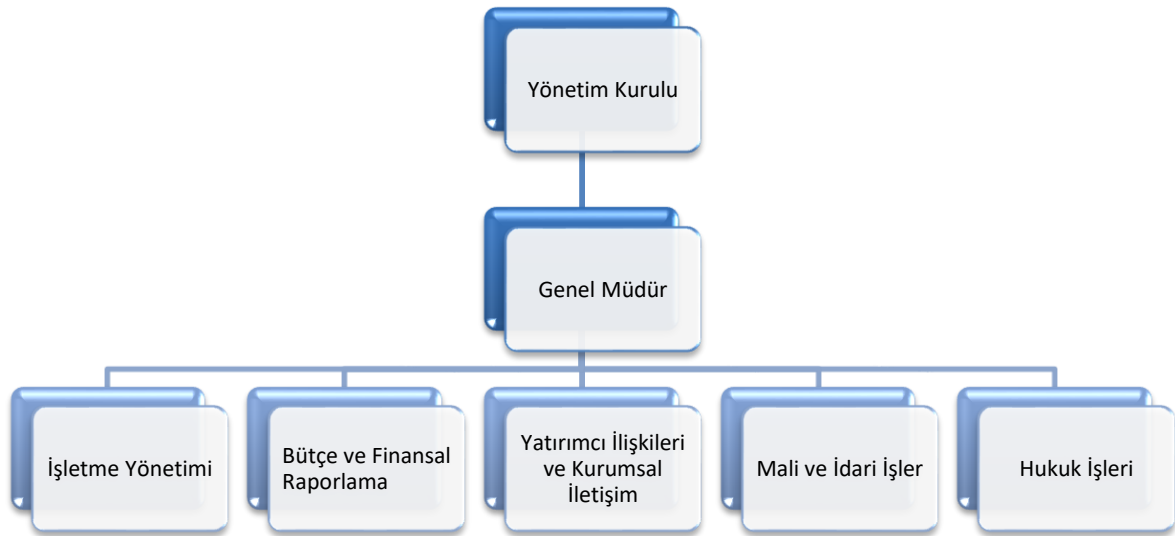 Yönetim Kurulu
Genel Müdür
İşletme Yönetimi
Bütçe ve Finansal
Raporlama
Yatırımcı İlişkileri
ve Kurumsal
İletişim
Mali ve İdari İşler
Hukuk İşleri